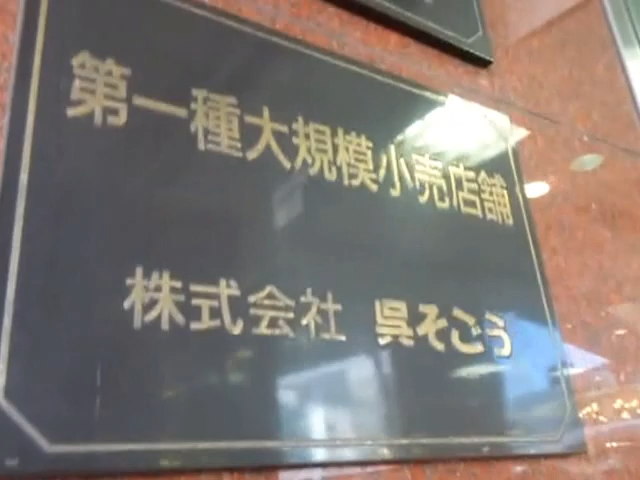 第一種大規模小売店舗
株式会社 呉そごう